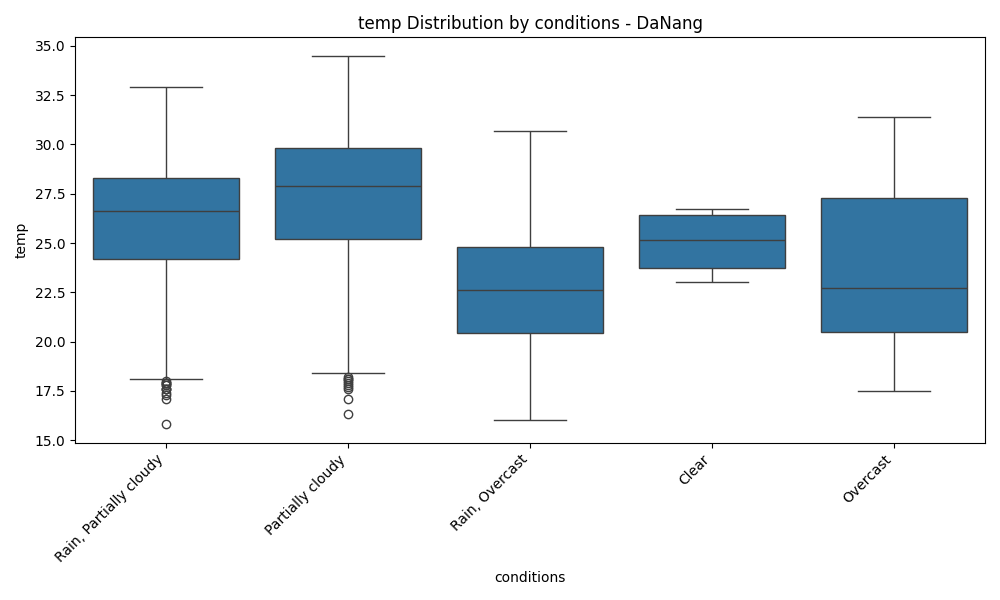 temp Distribution by conditions - DaNang
temp
35.0
32.5
30.0
27.5
25.0
22.5
20.0
17.5
15.0
Rain, Partially cloudy
Partially cloudy
Rain, Overcast
Clear
Overcast
conditions